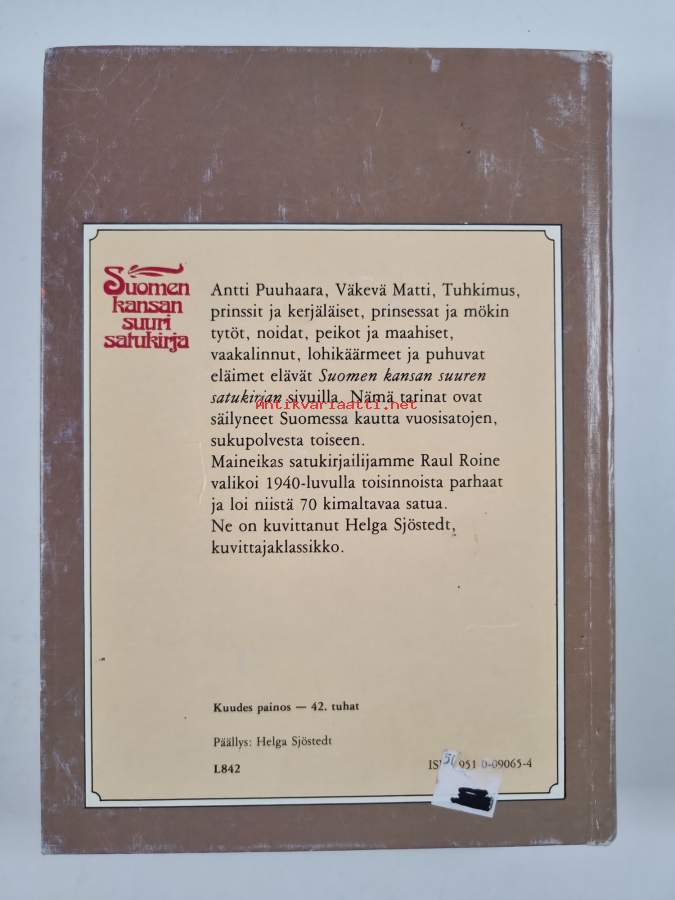 Suomen
kansan
suuri
satukirja
Antti Puuhaara, Väkevä Matti, Tuhkimus,
prinssit ja kerjäläiset, prinsessat ja mökin
tytöt, noidat, peikot ja maahiset,
vaakalinnut, lohikäärmeet ja puhuvat
eläimet elävät Suomen kansan suuren
satukirjan sivuilla. Nämä tarinat ovat
antikvariaatti.net
säilyneet Suomessa kautta vuosisatojen,
sukupolvesta toiseen.
Maineikas satukirjailijamme Raul Roine
valikoi 1940-luvulla toisinnoista parhaat
ja loi niistä 70 kimaltavaa satua.
Ne on kuvittanut Helga Sjöstedt,
kuvittajaklassikko.
Kuudes painos — 42. tuhat
Päällys: Helga Sjöstedt
L842
951-0-09065-4